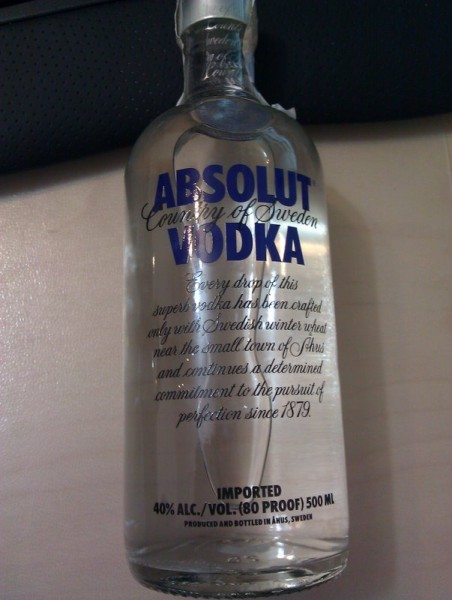 ABSOLUT
Country of Sweden
VODKA
Every drop of this
superb vodka has been crafted
only with Swedish winter wheat
near the small town of Åhus
and continues a determined
commitment to the pursuit of
perfection since 1879.
IMPORTED
40% ALC./VOL. (80 PROOF) 500 ML
PRODUCED AND BOTTLED IN ÅHUS, SWEDEN